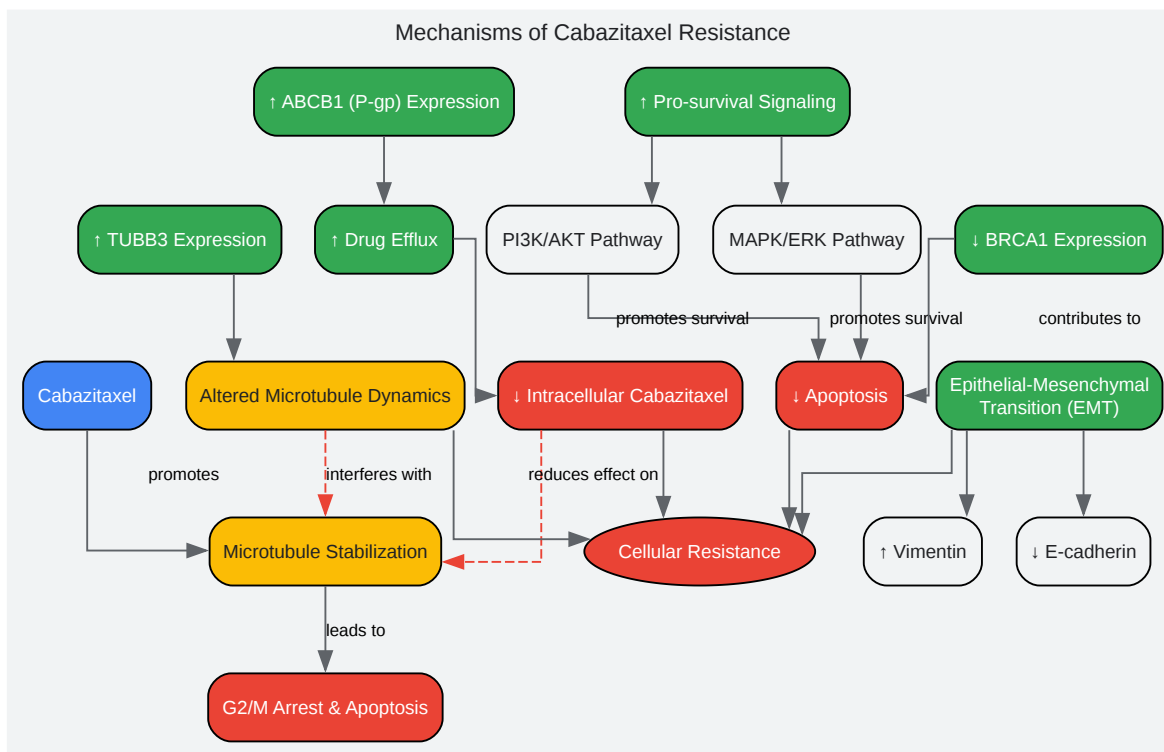 Mechanisms of Cabazitaxel Resistance
↑ ABCB1 (P-gp) Expression
↑ Pro-survival Signaling
↑ TUBB3 Expression
↑ Drug Efflux
PI3K/AKT Pathway
MAPK/ERK Pathway
↓ BRCA1 Expression
promotes survival
promotes survival
contributes to
Cabazitaxel
Altered Microtubule Dynamics
↓ Intracellular Cabazitaxel
↓ Apoptosis
Epithelial-Mesenchymal
Transition (EMT)
promotes
interferes with
reduces effect on
Microtubule Stabilization
Cellular Resistance
↑ Vimentin
↓ E-cadherin
leads to
G2/M Arrest & Apoptosis